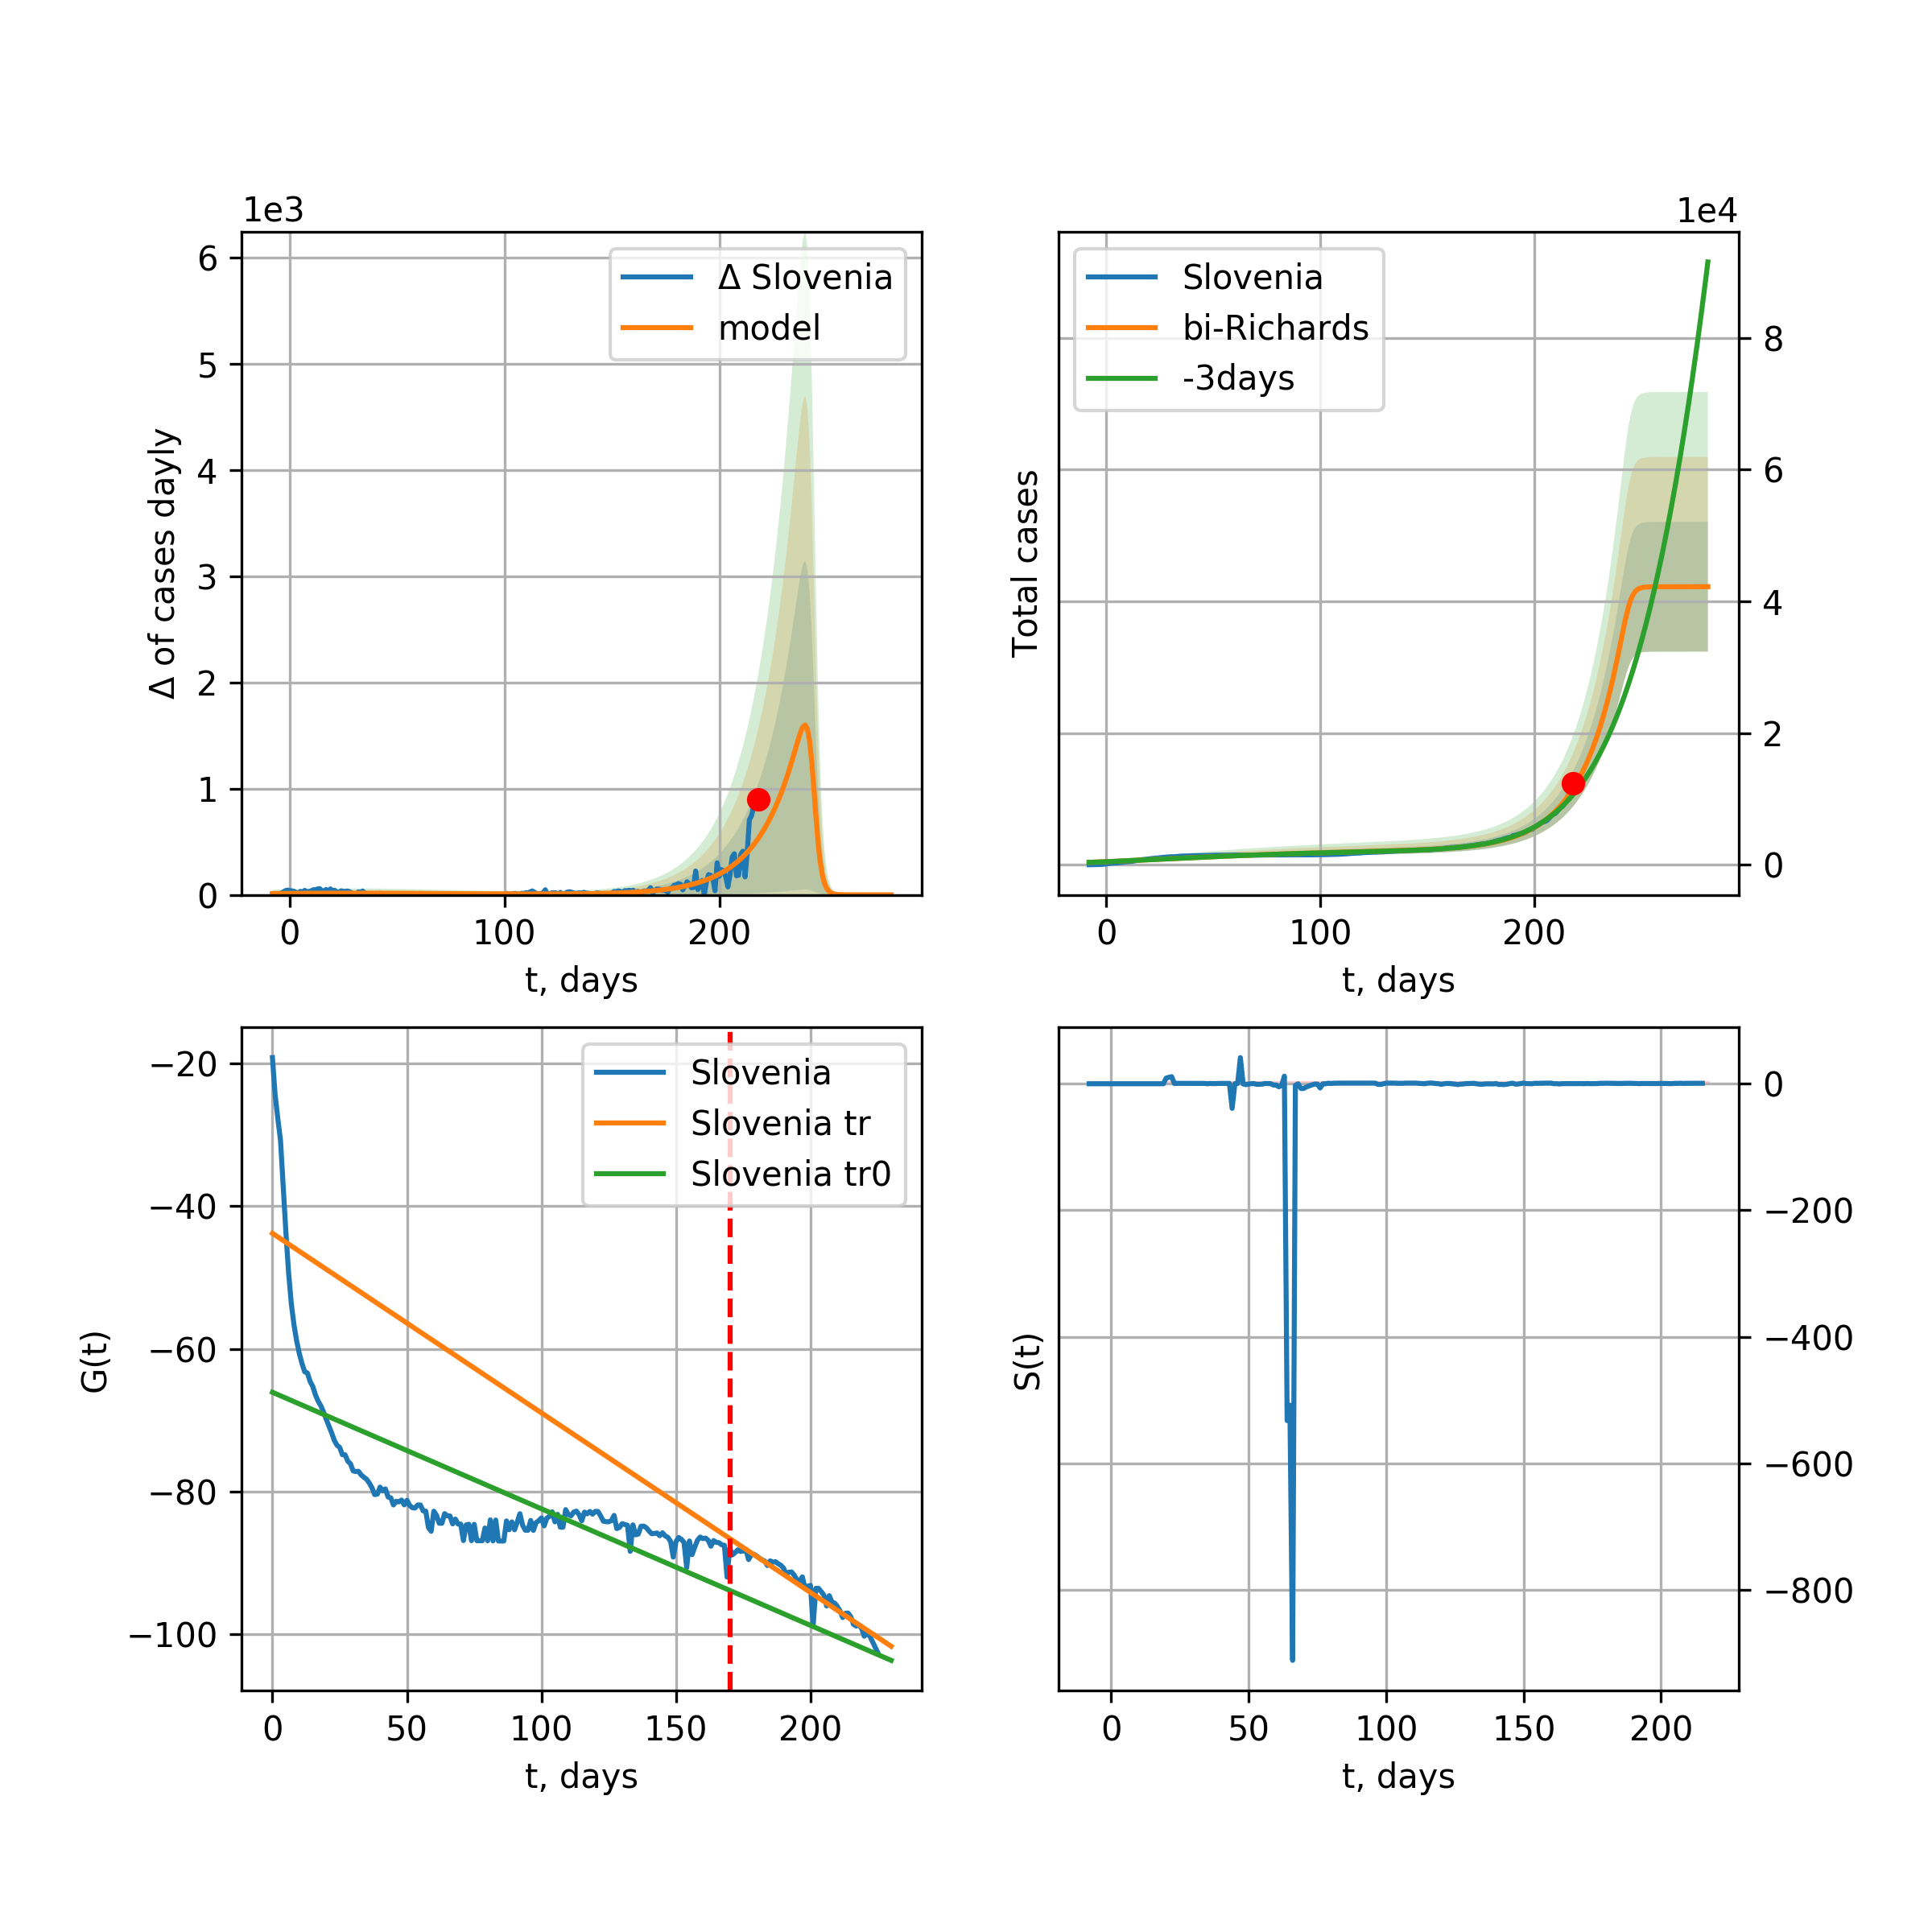 1e3
6
5
4
3
2
1
0
Δ of cases dayly
Δ Slovenia
model
0
100
200
t, days
1e4
Total cases
Slovenia
bi-Richards
-3days
8
6
4
2
0
0
100
200
t, days
G(t)
−20
−40
−60
−80
−100
Slovenia
Slovenia tr
Slovenia tr0
0
50
100
150
200
t, days
S(t)
0
−200
−400
−600
−800
0
50
100
150
200
t, days